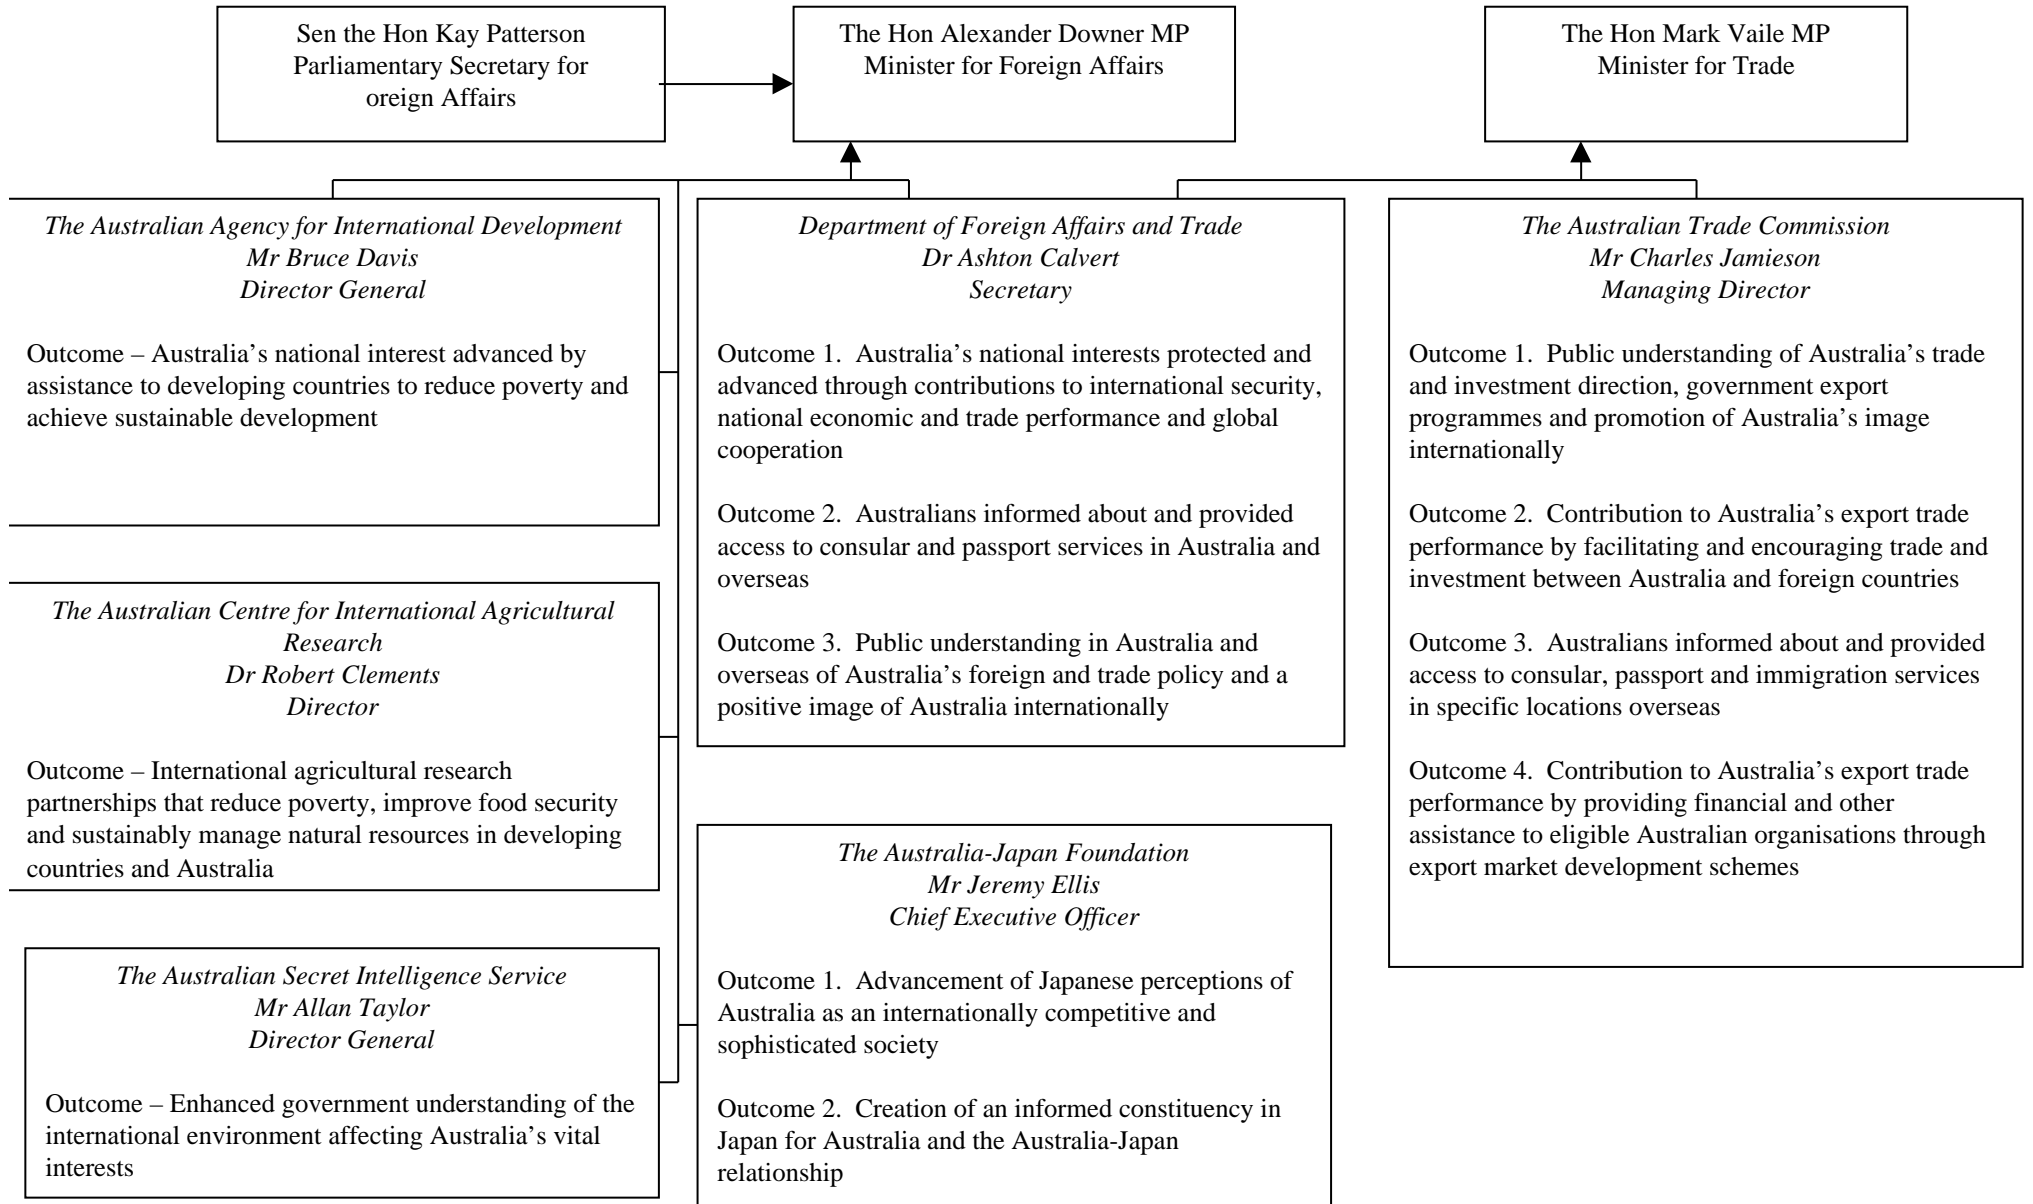 Sen the Hon Kay Patterson
Parliamentary Secretary for
oreign Affairs
The Hon Alexander Downer MP
Minister for Foreign Affairs
The Hon Mark Vaile MP
Minister for Trade
The Australian Agency for International Development
Mr Bruce Davis
Director General
Outcome – Australia’s national interest advanced by
assistance to developing countries to reduce poverty and
achieve sustainable development
Department of Foreign Affairs and Trade
Dr Ashton Calvert
Secretary
Outcome 1.  Australia’s national interests protected and
advanced through contributions to international security,
national economic and trade performance and global
cooperation
Outcome 2.  Australians informed about and provided
access to consular and passport services in Australia and
overseas
Outcome 3.  Public understanding in Australia and
overseas of Australia’s foreign and trade policy and a
positive image of Australia internationally
The Australian Trade Commission
Mr Charles Jamieson
Managing Director
Outcome 1.  Public understanding of Australia’s trade
and investment direction, government export
programmes and promotion of Australia’s image
internationally
Outcome 2.  Contribution to Australia’s export trade
performance by facilitating and encouraging trade and
investment between Australia and foreign countries
Outcome 3.  Australians informed about and provided
access to consular, passport and immigration services
in specific locations overseas
Outcome 4.  Contribution to Australia’s export trade
performance by providing financial and other
assistance to eligible Australian organisations through
export market development schemes
The Australian Centre for International Agricultural
Research
Dr Robert Clements
Director
Outcome – International agricultural research
partnerships that reduce poverty, improve food security
and sustainably manage natural resources in developing
countries and Australia
The Australia-Japan Foundation
Mr Jeremy Ellis
Chief Executive Officer
Outcome 1.  Advancement of Japanese perceptions of
Australia as an internationally competitive and
sophisticated society
Outcome 2.  Creation of an informed constituency in
Japan for Australia and the Australia-Japan
relationship
The Australian Secret Intelligence Service
Mr Allan Taylor
Director General
Outcome – Enhanced government understanding of the
international environment affecting Australia’s vital
interests